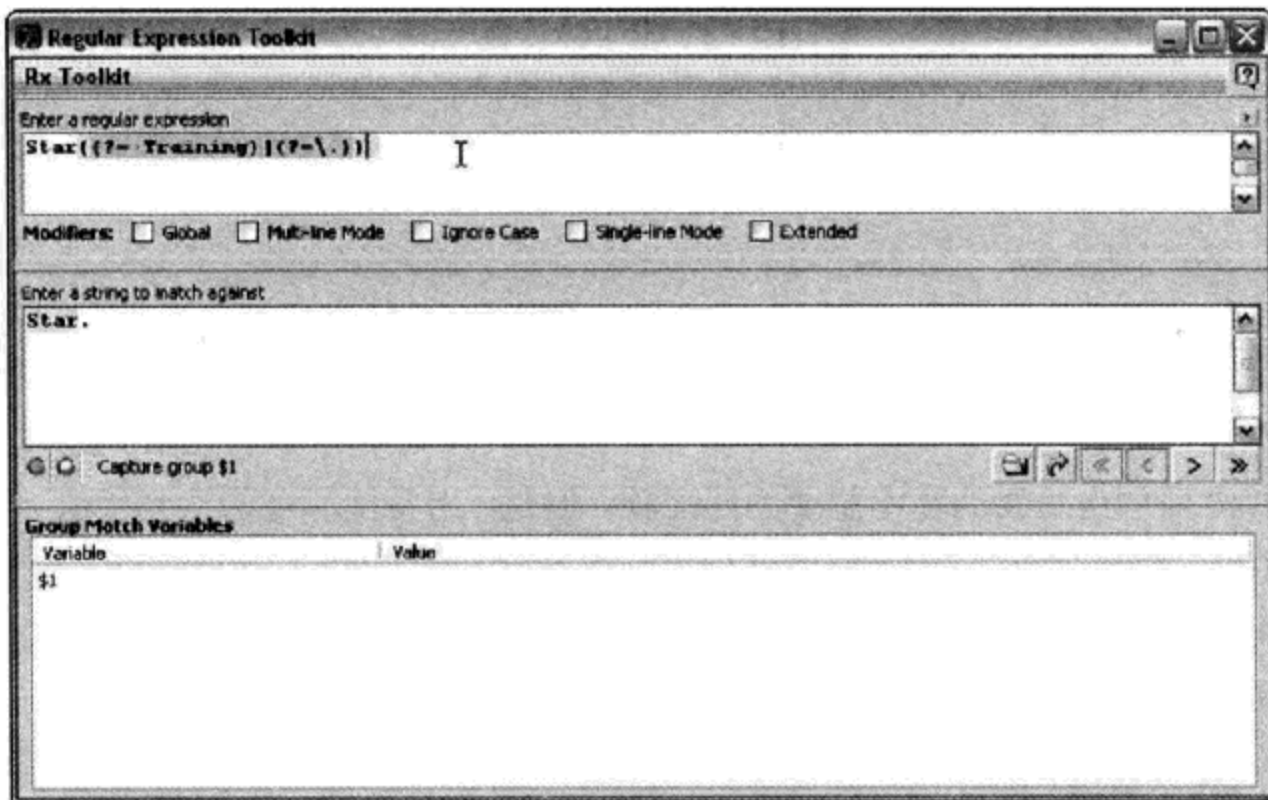 Regular Expression Toolkit
Rx Toolkit
Enter a regular expression
Star((?= Training)|(?=\.))
Modifiers: Global Multi-line Mode Ignore Case Single-line Mode Extended
Enter a string to match against
Star.
Capture group $1
Group Match Variables
Variable Value
$1